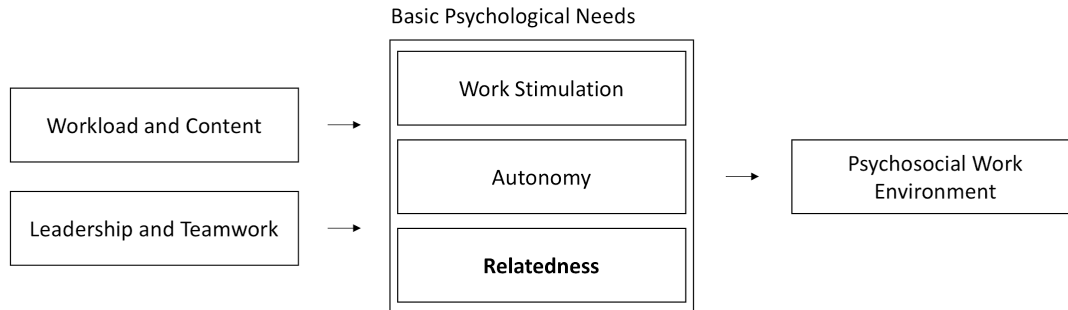 Basic Psychological Needs
Work Stimulation
Workload and Content
Autonomy
Psychosocial Work
Environment
Leadership and Teamwork
Relatedness